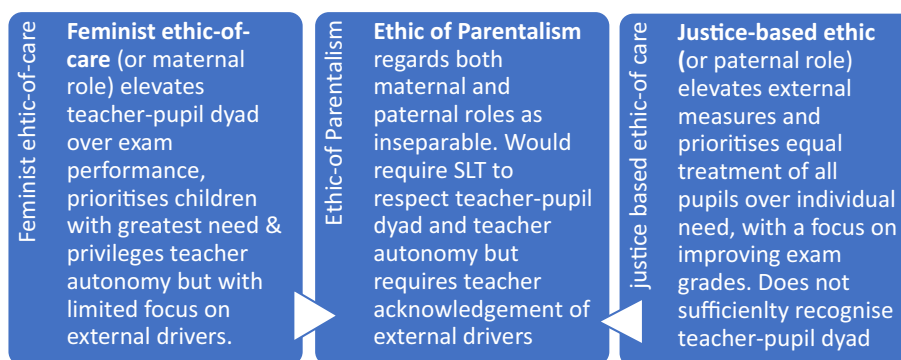 Feminist ehtic-of-care
Feminist ethic-of-
care (or maternal
role) elevates
teacher-pupil dyad
over exam
performance,
prioritises children
with greatest need &
privileges teacher
autonomy but with
limited focus on
external drivers.
Ethic-of Parentalism
Ethic of Parentalism
regards both
maternal and
paternal roles as
inseparable. Would
require SLT to
respect teacher-pupil
dyad and teacher
autonomy but
requires teacher
acknowledgement of
external drivers
justice based ethic-of care
Justice-based ethic
(or paternal role)
elevates external
measures and
prioritises equal
treatment of all
pupils over individual
need, with a focus on
improving exam
grades. Does not
sufficienlty recognise
teacher-pupil dyad